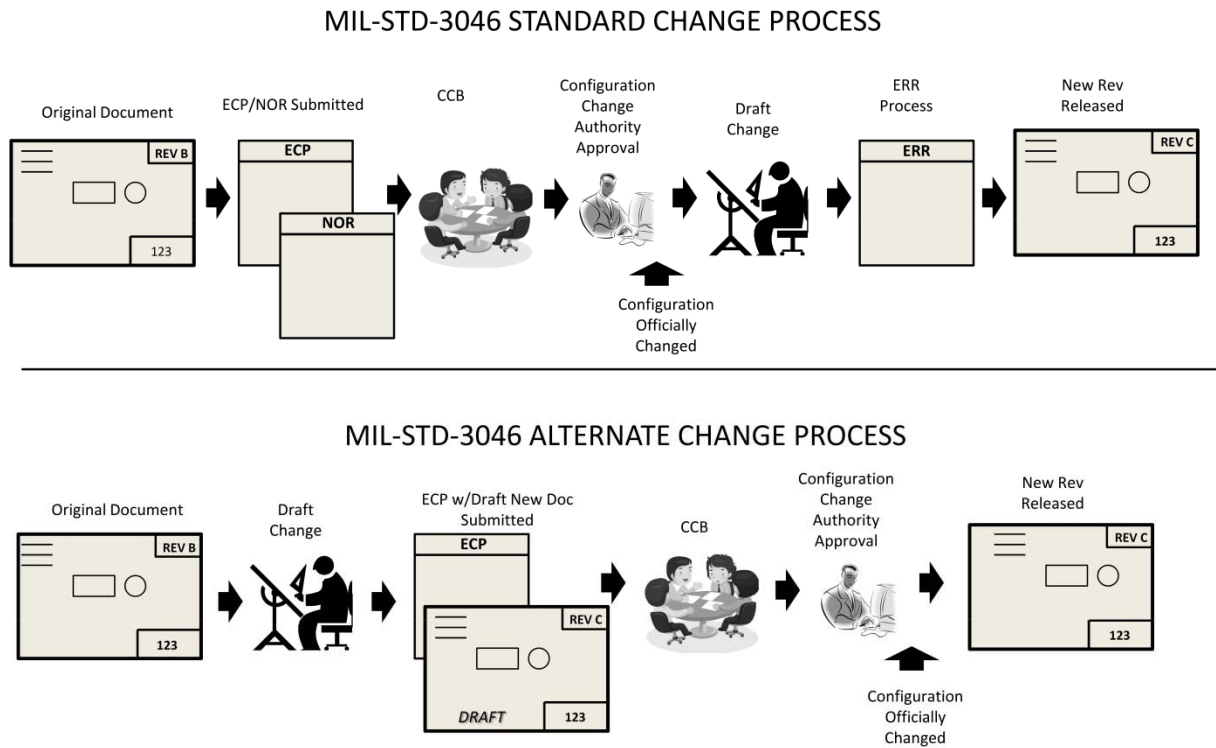 MIL-STD-3046 STANDARD CHANGE PROCESS
Original Document
REV B
123
ECP/NOR Submitted
ECP
NOR
CCB
Configuration
Change
Authority
Approval
Configuration
Officially
Changed
Draft
Change
ERR
Process
ERR
New Rev
Released
REV C
123
MIL-STD-3046 ALTERNATE CHANGE PROCESS
Original Document
REV B
123
Draft
Change
ECP w/Draft New Doc
Submitted
ECP
REV C
DRAFT
123
CCB
Configuration
Change
Authority
Approval
Configuration
Officially
Changed
New Rev
Released
REV C
123